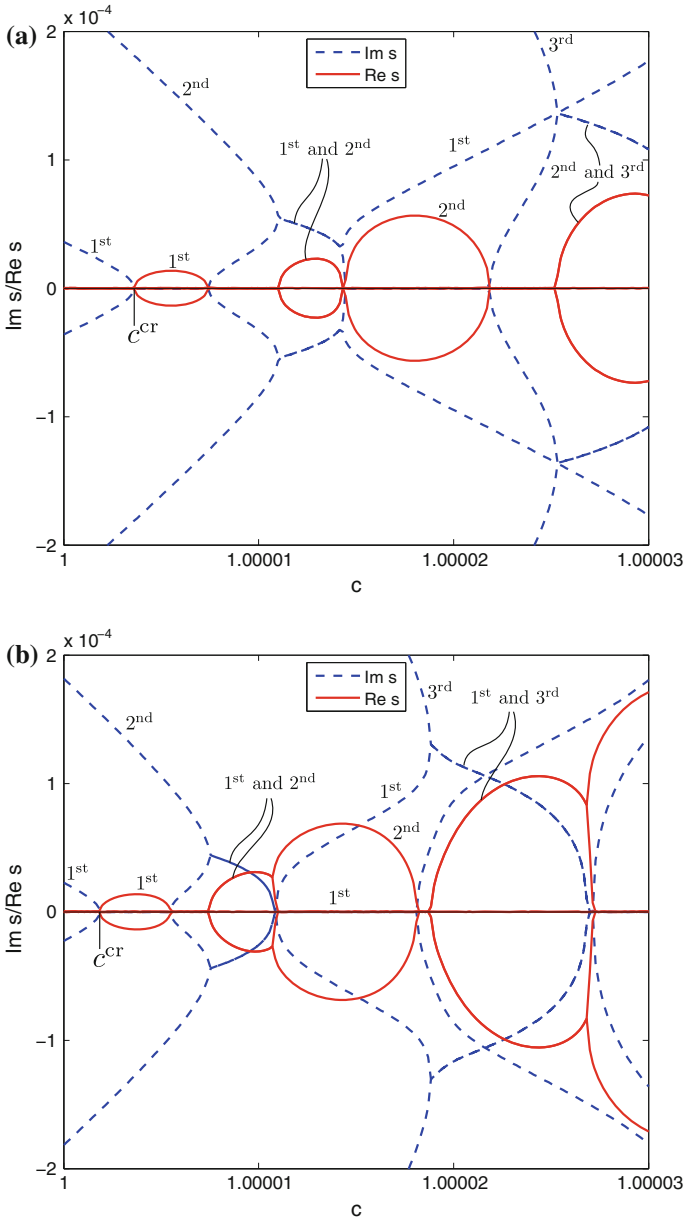 (a)
x 10⁻⁴
2
Im s
Re s
3ʳᵈ
2ⁿᵈ
1ˢᵗ and 2ⁿᵈ
1ˢᵗ
2ⁿᵈ and 3ʳᵈ
1
2ⁿᵈ
1ˢᵗ
1ˢᵗ
0
cᶜʳ
Im s/Re s
−1
−2
1
1.00001
1.00002
1.00003
c
(b)
x 10⁻⁴
2
Im s
Re s
3ʳᵈ
1ˢᵗ and 3ʳᵈ
2ⁿᵈ
1ˢᵗ and 2ⁿᵈ
1ˢᵗ
1
2ⁿᵈ
1ˢᵗ
1ˢᵗ
1ˢᵗ
0
cᶜʳ
Im s/Re s
−1
−2
1
1.00001
1.00002
1.00003
c